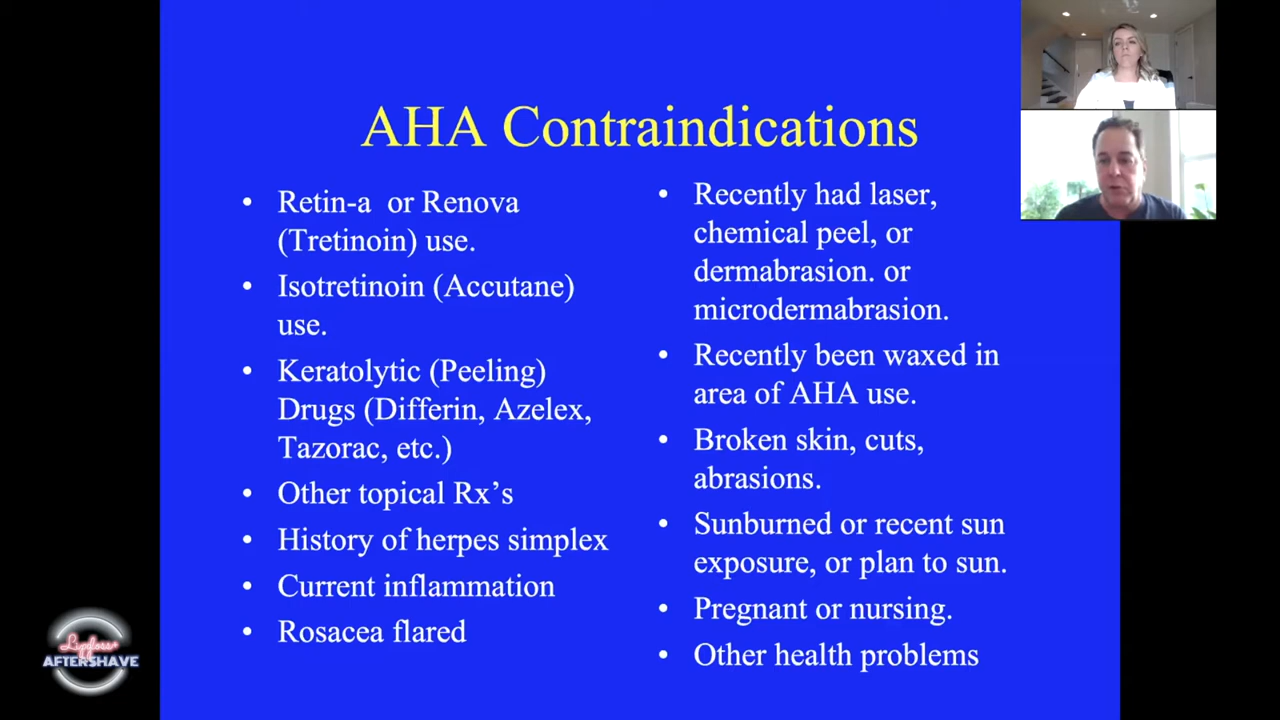 AHA Contraindications
• Retin-a or Renova
(Tretinoin) use.
• Isotretinoin (Accutane)
use.
• Keratolytic (Peeling)
Drugs (Differin, Azelex,
Tazorac, etc.)
• Other topical Rx’s
• History of herpes simplex
• Current inflammation
• Rosacea flared
• Recently had laser,
chemical peel, or
dermabrasion. or
microdermabrasion.
• Recently been waxed in
area of AHA use.
• Broken skin, cuts,
abrasions.
• Sunburned or recent sun
exposure, or plan to sun.
• Pregnant or nursing.
• Other health problems
Lipgloss+
AFTERSHAVE